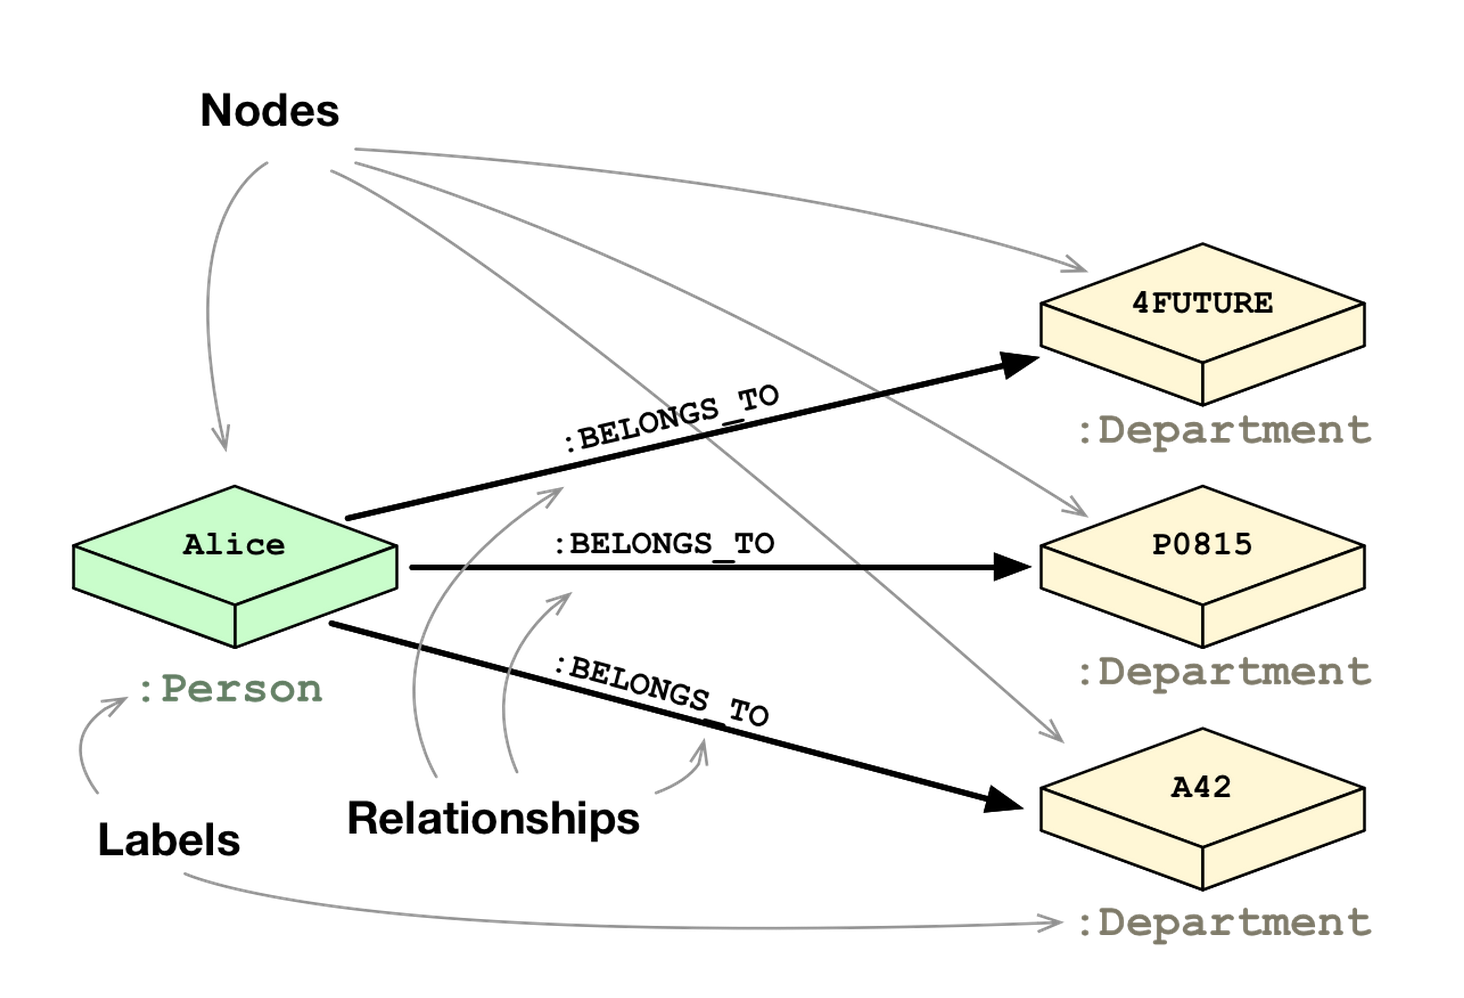 Nodes
4FUTURE
:BELONGS_TO
:Department
Alice
:BELONGS_TO
P0815
:Person
:BELONGS_TO
:Department
A42
Relationships
Labels
:Department